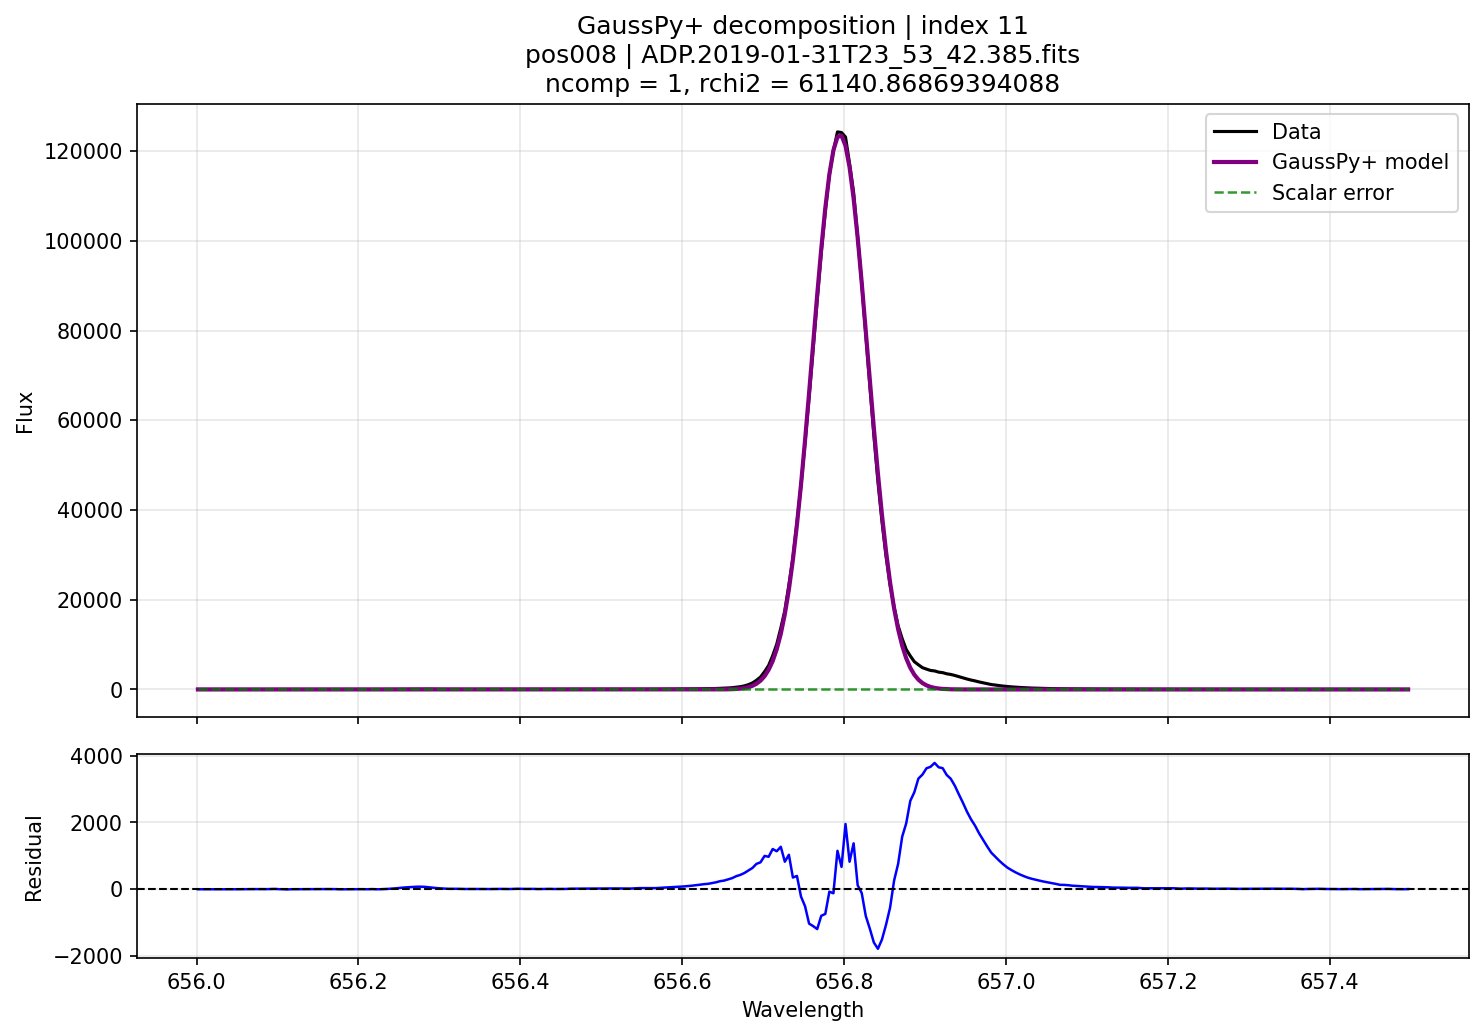 GaussPy+ decomposition | index 11
pos008 | ADP.2019-01-31T23_53_42.385.fits
ncomp = 1, rchi2 = 61140.86869394088
Data
GaussPy+ model
Scalar error
120000
100000
80000
60000
40000
20000
0
Flux
4000
2000
0
−2000
Residual
656.0 656.2 656.4 656.6 656.8 657.0 657.2 657.4
Wavelength